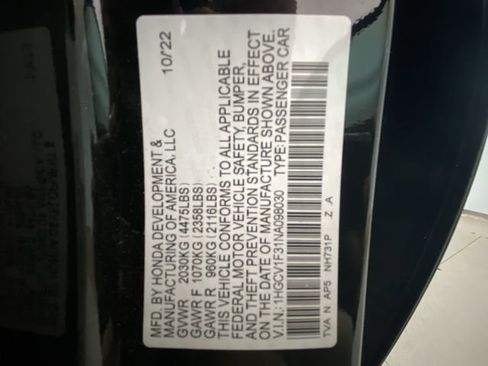 MFD. BY HONDA DEVELOPMENT & 10/22
MANUFACTURING OF AMERICA, LLC
GVWR 2030KG (4475LBS)
GAWR F 1070KG (2358LBS)
GAWR R 960KG (2116LBS)
THIS VEHICLE CONFORMS TO ALL APPLICABLE
FEDERAL MOTOR VEHICLE SAFETY, BUMPER,
AND THEFT PREVENTION STANDARDS IN EFFECT
ON THE DATE OF MANUFACTURE SHOWN ABOVE.
V.I.N.: 1HGCV1F31NA098030 TYPE: PASSENGER CAR
TVA N AP5 NH731P Z A